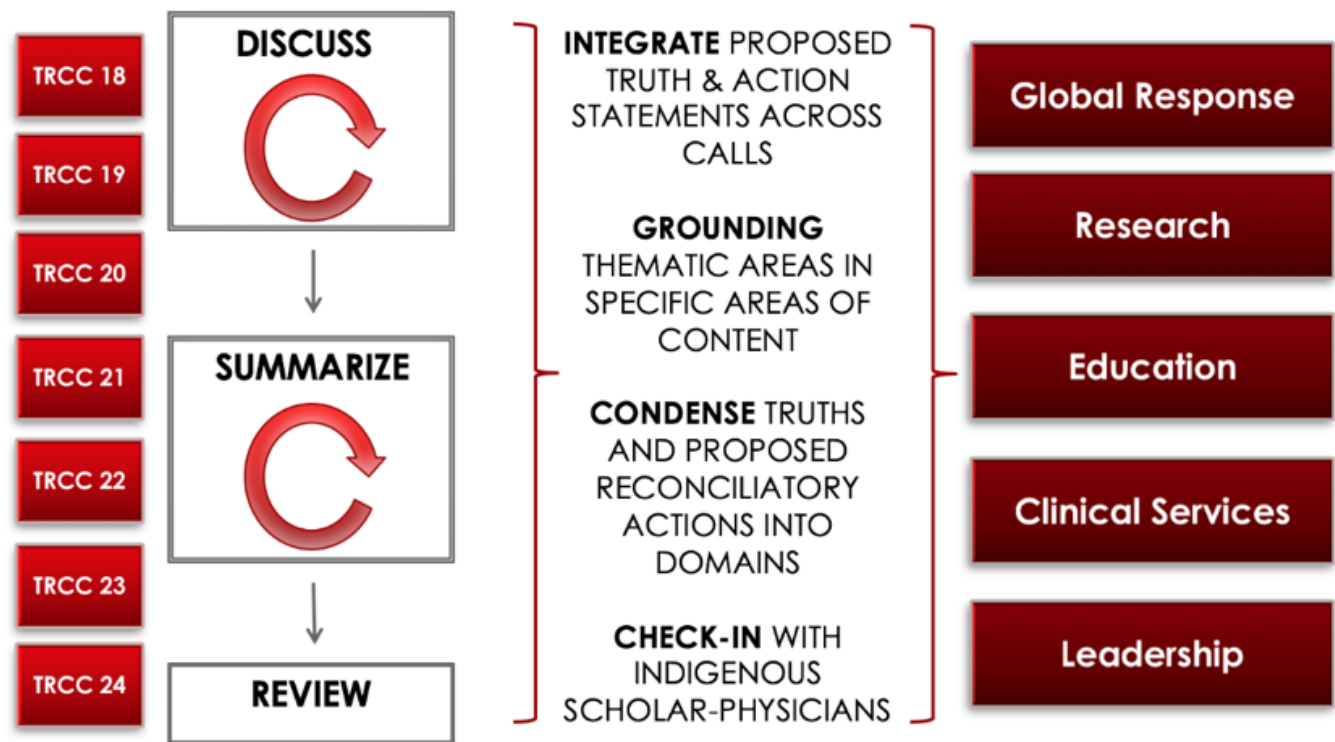 TRCC 18
TRCC 19
TRCC 20
TRCC 21
TRCC 22
TRCC 23
TRCC 24
DISCUSS
SUMMARIZE
REVIEW
INTEGRATE PROPOSED
TRUTH & ACTION
STATEMENTS ACROSS
CALLS
GROUNDING
THEMATIC AREAS IN
SPECIFIC AREAS OF
CONTENT
CONDENSE TRUTHS
AND PROPOSED
RECONCILIATORY
ACTIONS INTO
DOMAINS
CHECK-IN WITH
INDIGENOUS
SCHOLAR-PHYSICIANS
Global Response
Research
Education
Clinical Services
Leadership